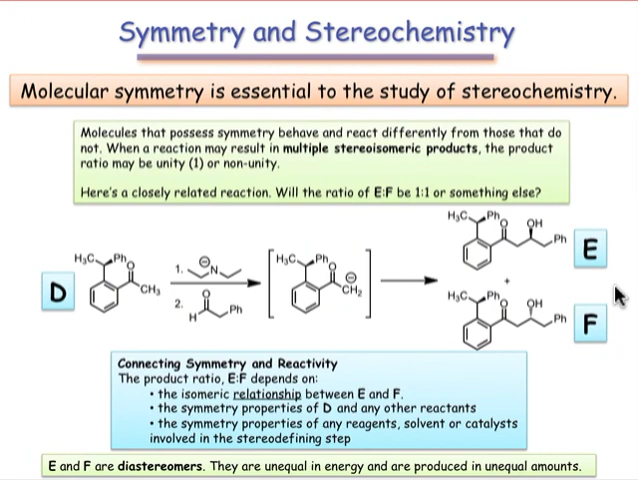 Symmetry and Stereochemistry
Molecular symmetry is essential to the study of stereochemistry.
Molecules that possess symmetry behave and react differently from those that do
not. When a reaction may result in multiple stereoisomeric products, the product
ratio may be unity (1) or non-unity.
Here's a closely related reaction. Will the ratio of E:F be 1:1 or something else?
H₃C Ph O OH
Ph
E
H₃C Ph O
CH₃
D
1. ⊖ N
2. O
H Ph
H₃C Ph O
⊖
CH₂
+
H₃C Ph O OH
Ph
F
Connecting Symmetry and Reactivity
The product ratio, E:F depends on:
• the isomeric relationship between E and F.
• the symmetry properties of D and any other reactants
• the symmetry properties of any reagents, solvent or catalysts
involved in the stereodefining step
E and F are diastereomers. They are unequal in energy and are produced in unequal amounts.